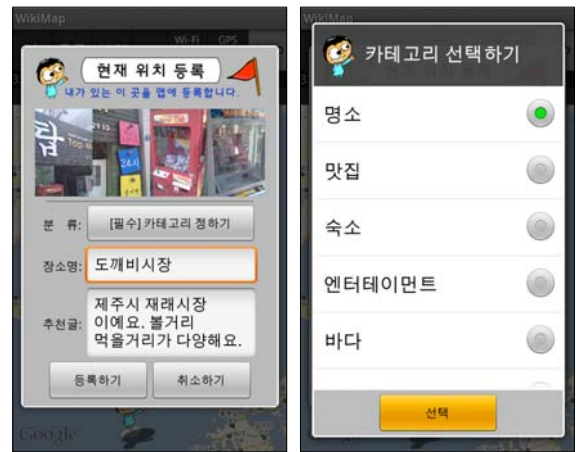 WikiMap
Wi-Fi GPS
현재 위치 등록
내가 있는 이 곳을 맵에 등록합니다.
24시
분 류: [필수] 카테고리 정하기
장소명: 도깨비시장
추천글: 제주시 재래시장
이예요. 볼거리
먹을거리가 다양해요.
등록하기 취소하기
Google
WikiMap
카테고리 선택하기
명소
맛집
숙소
엔터테이먼트
바다
선택